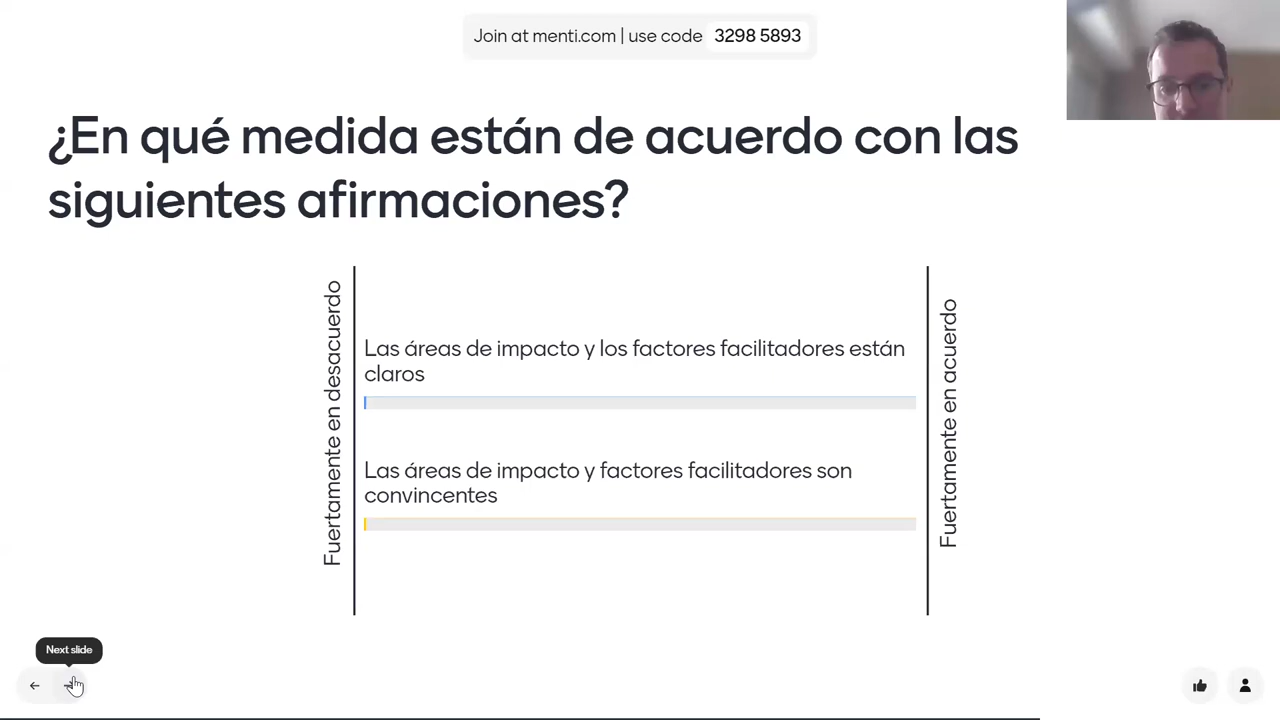 Join at menti.com | use code 3298 5893
¿En qué medida están de acuerdo con las
siguientes afirmaciones?
Fuertemente en desacuerdo
Las áreas de impacto y los factores facilitadores están
claros
Las áreas de impacto y factores facilitadores son
convincentes
Fuertamente en acuerdo
Next slide